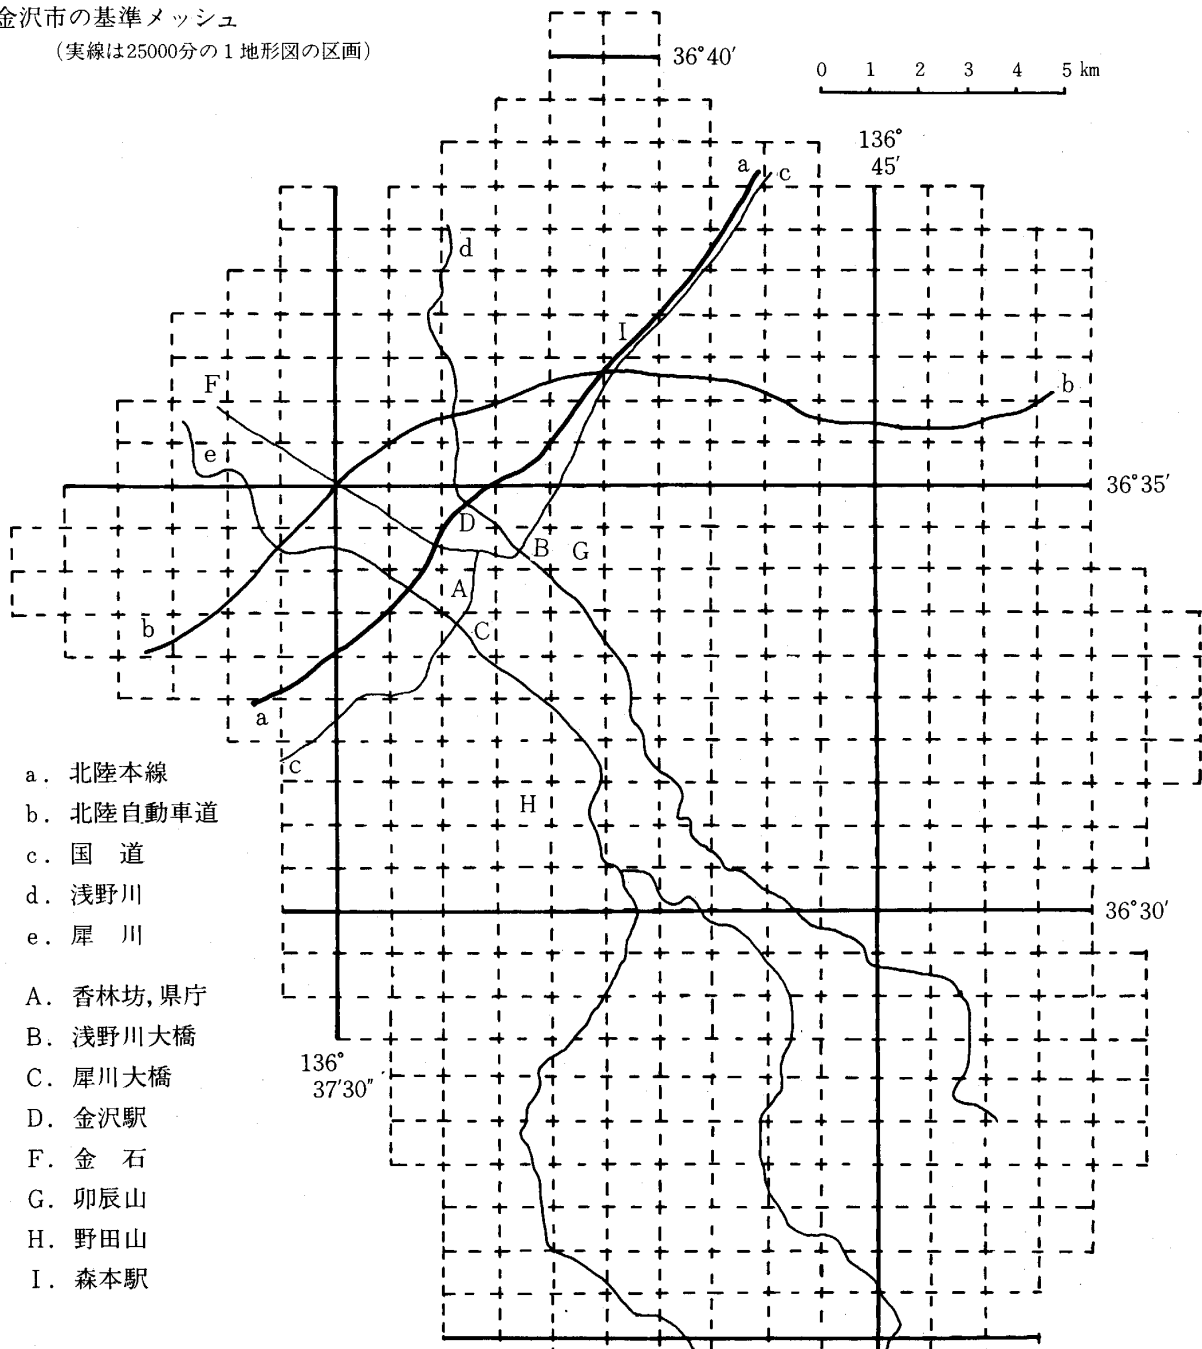 金沢市の基準メッシュ
(実線は25000分の1地形図の区画)
36°40′
0 1 2 3 4 5 km
136°
45′
a
c
d
I
F
b
e
36°35′
D
B
G
A
b
C
a
c
H
a. 北陸本線
b. 北陸自動車道
c. 国 道
d. 浅野川
e. 犀 川
36°30′
A. 香林坊,県庁
B. 浅野川大橋
C. 犀川大橋
D. 金沢駅
F. 金 石
G. 卯辰山
H. 野田山
I. 森本駅
136°
37′30″